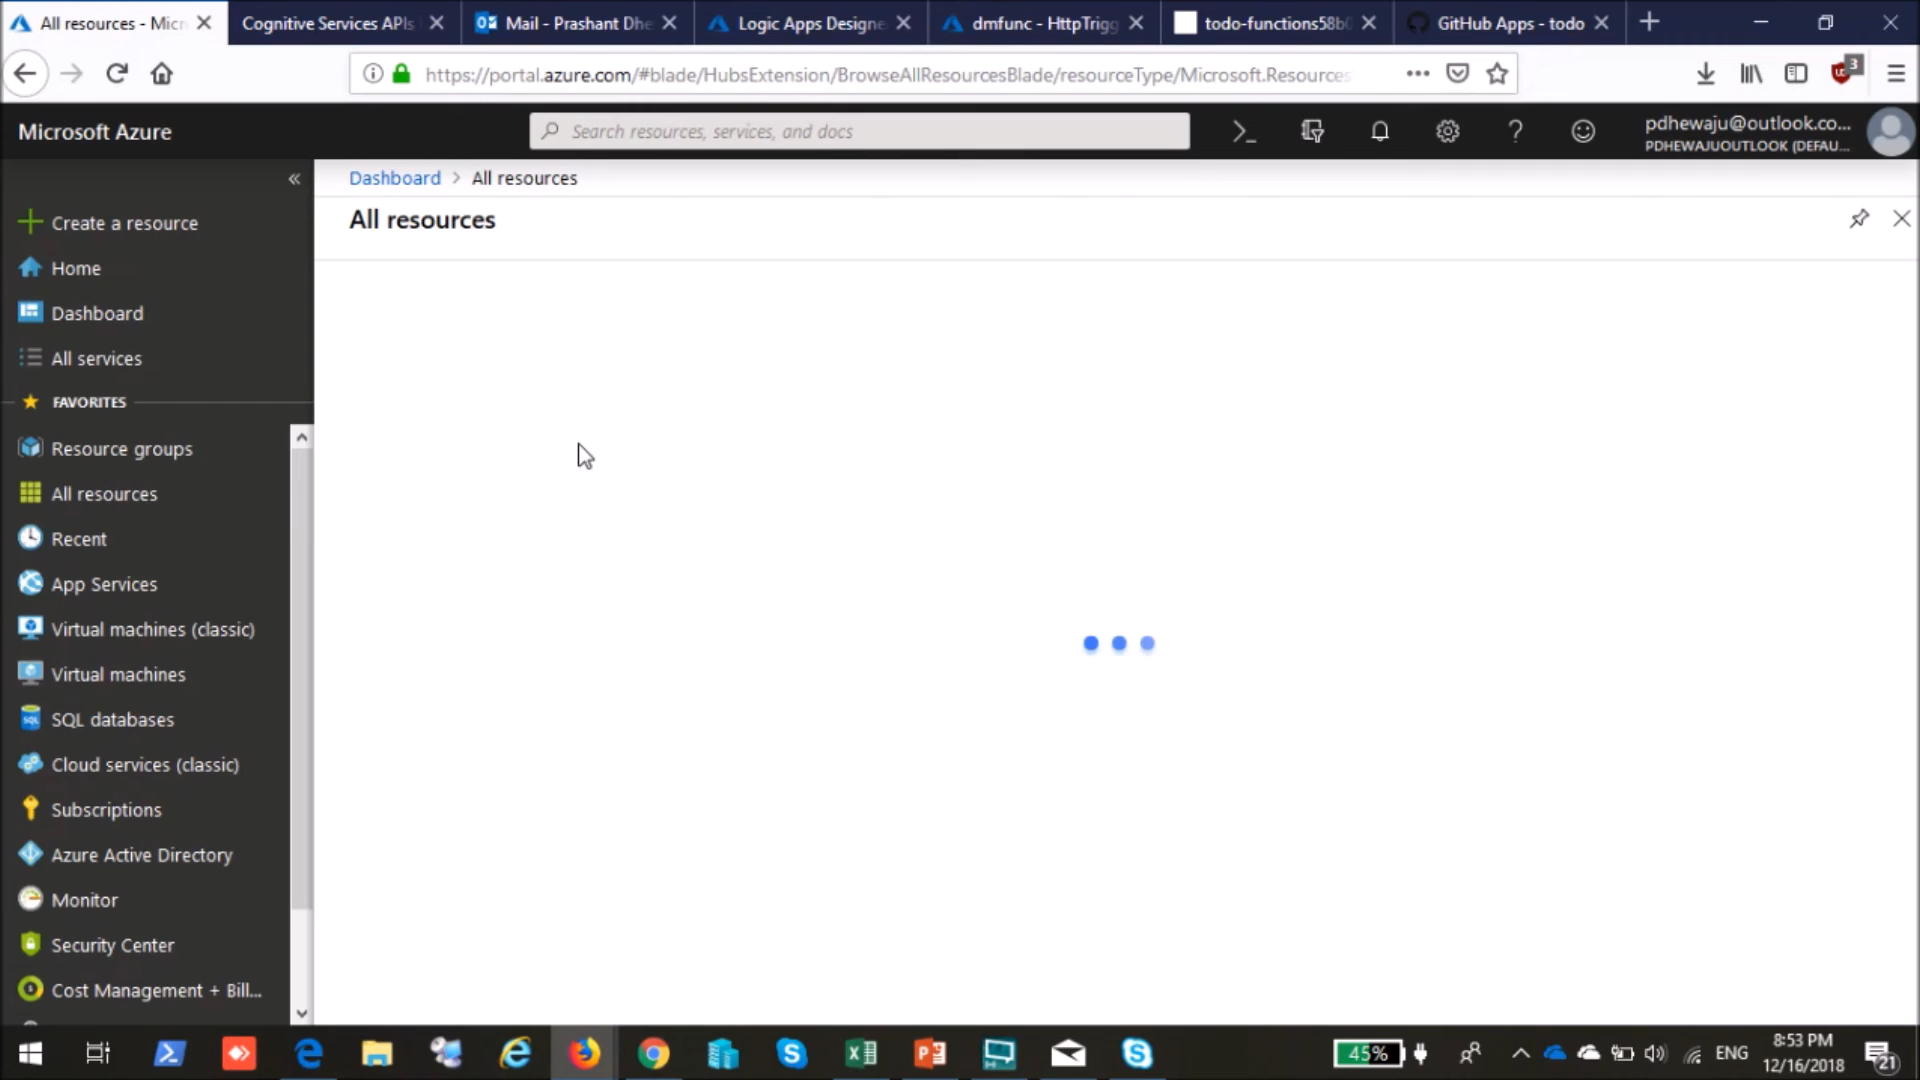 All resources - Micr
Cognitive Services APIs
Mail - Prashant Dhe
Logic Apps Designe
dmfunc - HttpTrigg
todo-functions58b
GitHub Apps - todo
https://portal.azure.com/#blade/HubsExtension/BrowseAllResourcesBlade/resourceType/Microsoft.Resources
3
Microsoft Azure
Search resources, services, and docs
pdhewaju@outlook.co...
PDHEWAJUOUTLOOK (DEFAU...
Dashboard > All resources
All resources
Create a resource
Home
Dashboard
All services
FAVORITES
Resource groups
All resources
Recent
App Services
Virtual machines (classic)
Virtual machines
SQL databases
Cloud services (classic)
Subscriptions
Azure Active Directory
Monitor
Security Center
Cost Management + Bill...
45%
ENG
8:53 PM
12/16/2018
21